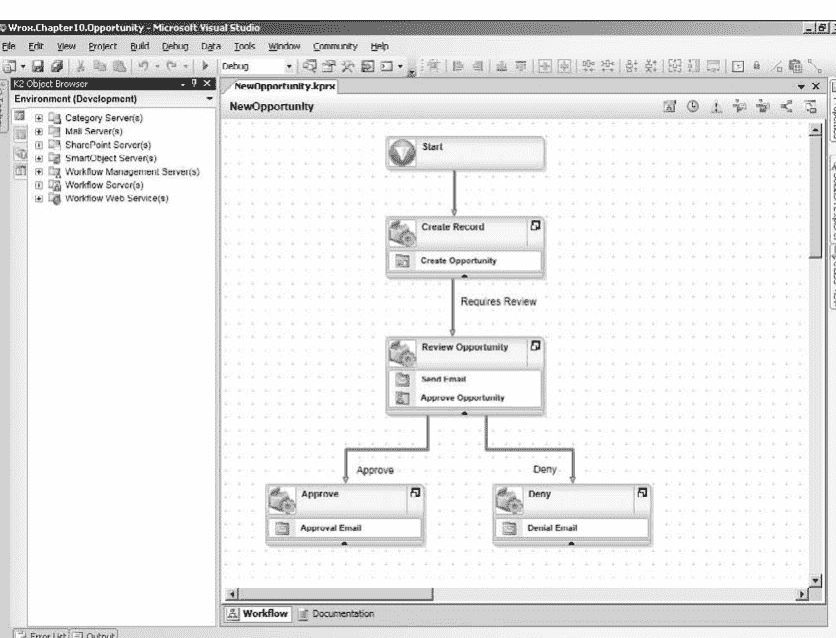 Wrox.Chapter10.Opportunity - Microsoft Visual Studio
File Edit View Project Build Debug Data Tools Window Community Help
Debug
K2 Object Browser
Environment (Development)
Category Server(s)
Mail Server(s)
SharePoint Server(s)
SmartObject Server(s)
Workflow Management Server(s)
Workflow Server(s)
Workflow Web Service(s)
NewOpportunity.kprx
NewOpportunity
Start
Create Record
Create Opportunity
Requires Review
Review Opportunity
Send Email
Approve Opportunity
Approve
Deny
Approve
Approval Email
Deny
Denial Email
Workflow
Documentation
Error List
Output